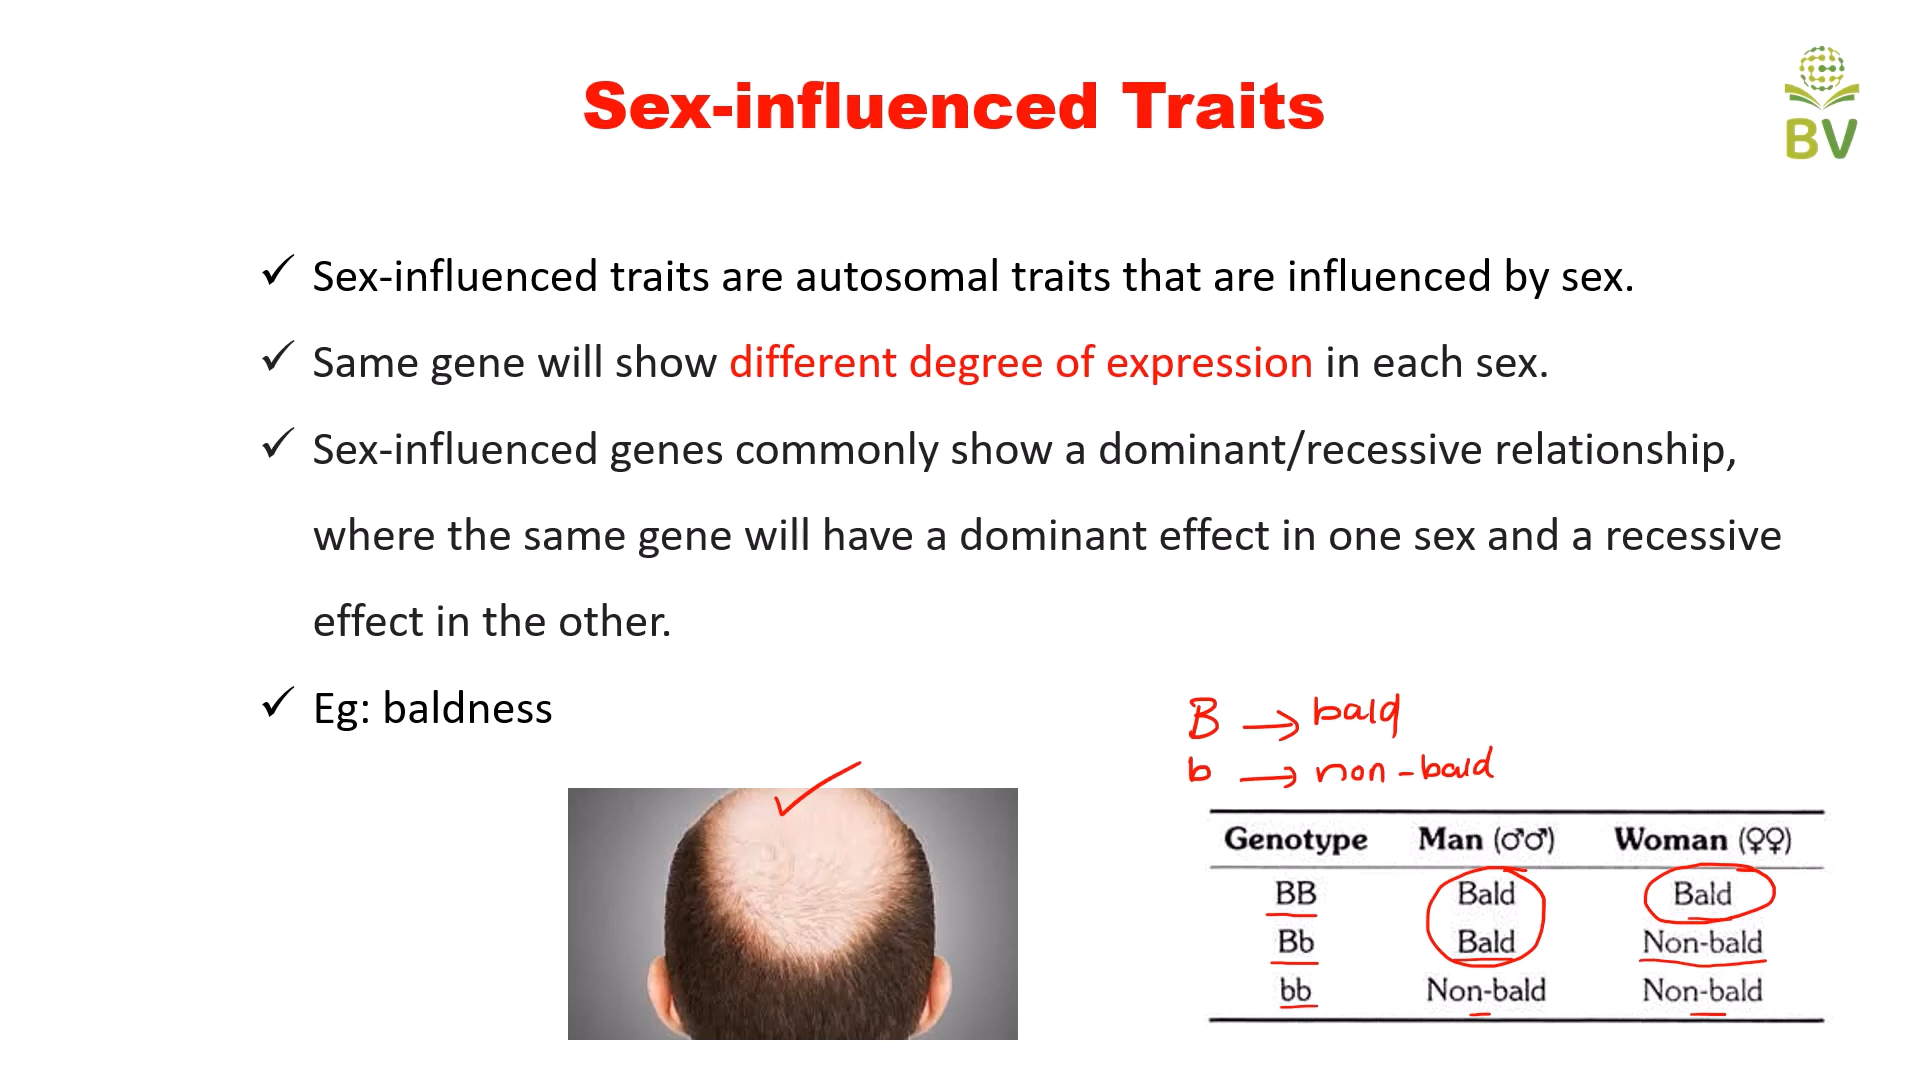 Sex-influenced Traits
BV
Sex-influenced traits are autosomal traits that are influenced by sex.
Same gene will show different degree of expression in each sex.
Sex-influenced genes commonly show a dominant/recessive relationship,
where the same gene will have a dominant effect in one sex and a recessive
effect in the other.
Eg: baldness
B → bald
b → non-bald
Genotype Man (♂♂) Woman (♀♀)
BB Bald Bald
Bb Bald Non-bald
bb Non-bald Non-bald